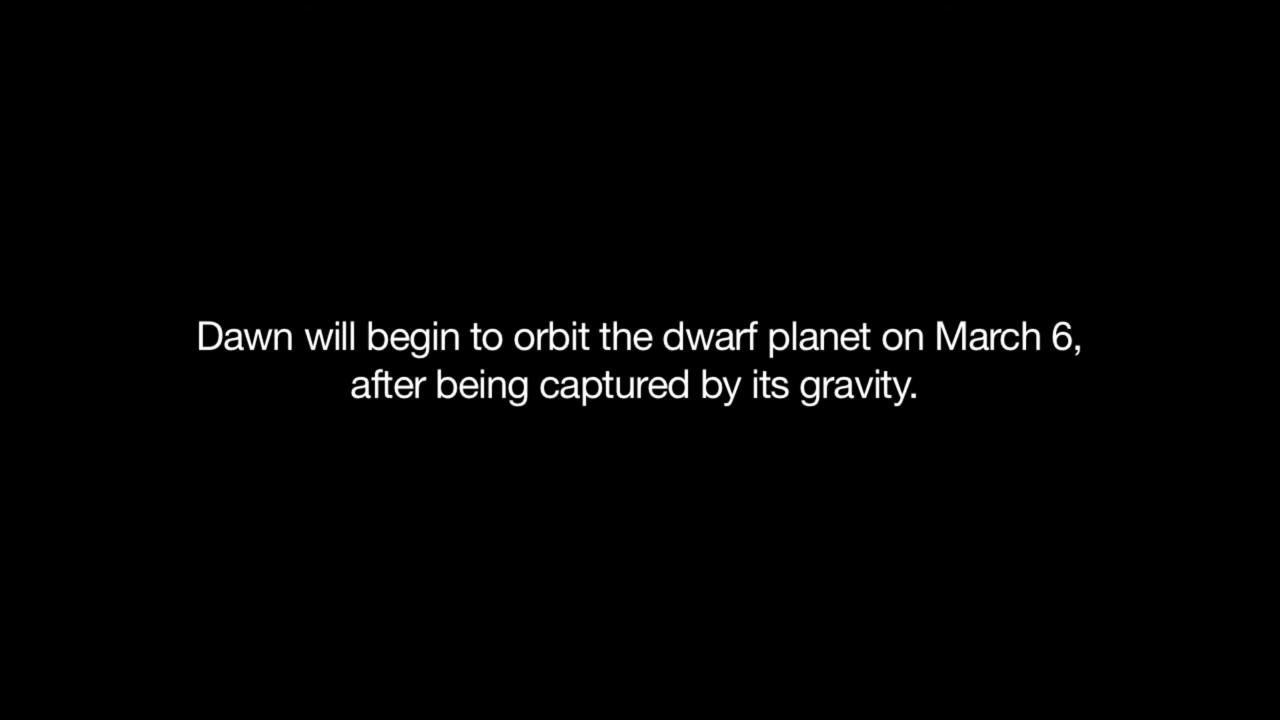 Dawn will begin to orbit the dwarf planet on March 6,
after being captured by its gravity.